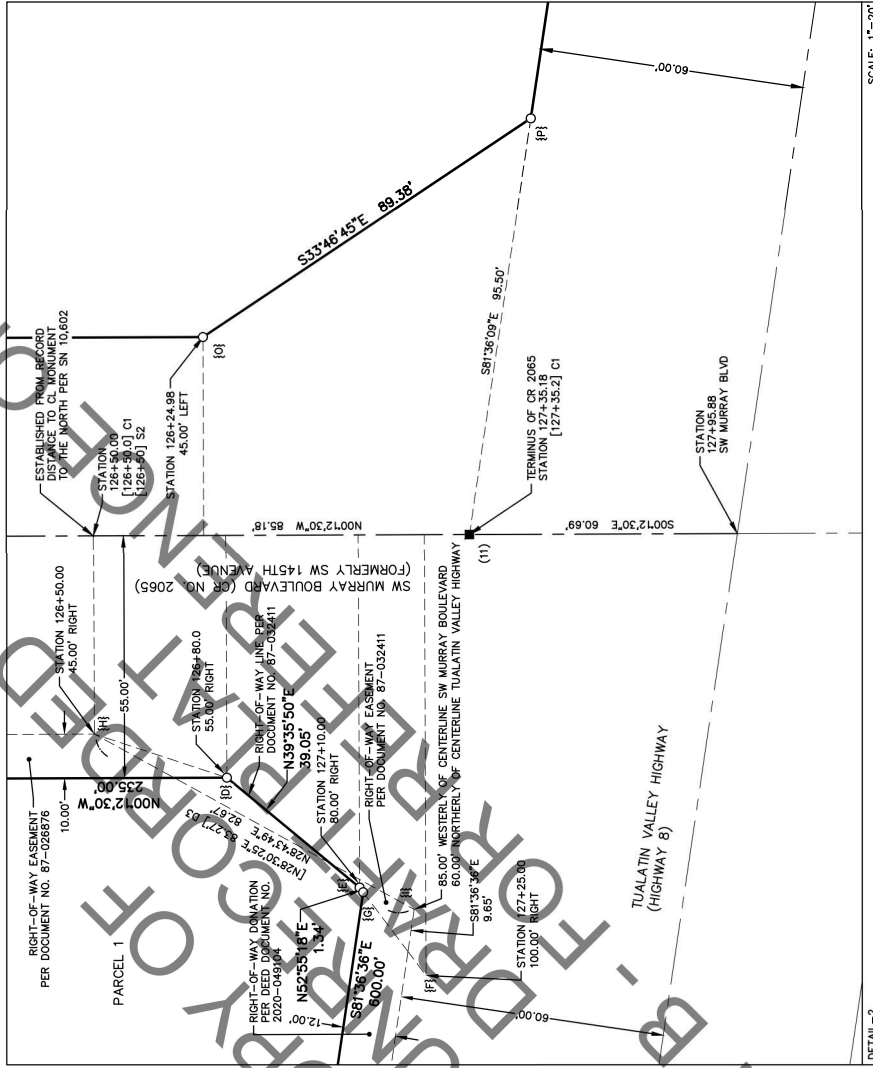 ESTABLISHED FROM RECORD
DISTANCE TO CL MONUMENT
TO THE NORTH PER SN 10,602
STATION
126+50.00
[126+50.0] C1
[126+50] S2
STATION 126+24.98
45.00' LEFT
{O}
S33°46'45"E 89.38'
{P}
60.00'
S81°36'09"E 95.50'
N00°12'30"W 85.18'
SW MURRAY BOULEVARD (CR NO. 2065)
(FORMERLY SW 145TH AVENUE)
TERMINUS OF CR 2065
STATION 127+35.18
[127+35.2] C1
(11)
S00°12'30"E 60.69'
STATION
127+95.88
SW MURRAY BLVD
RIGHT-OF-WAY EASEMENT
PER DOCUMENT NO. 87-026876
STATION 126+50.00
45.00' RIGHT
{H}
55.00'
10.00'
N00°12'30"W
235.00'
PARCEL 1
STATION 126+80.0
55.00' RIGHT
{D}
RIGHT-OF-WAY LINE PER
DOCUMENT NO. 87-032411
N39°35'50"E
39.05'
[N28°30'25"E 83.27'] D3
N28°43'49"E 82.67'
STATION 127+10.00
80.00' RIGHT
{E}
{G}
RIGHT-OF-WAY EASEMENT
PER DOCUMENT NO. 87-032411
{I}
85.00' WESTERLY OF CENTERLINE SW MURRAY BOULEVARD
60.00' NORTHERLY OF CENTERLINE TUALATIN VALLEY HIGHWAY
RIGHT-OF-WAY DONATION
PER DEED DOCUMENT NO.
2020-049104
N52°55'18"E
1.34'
S81°36'36"E
600.00'
12.00'
S81°36'36"E
9.65'
{F}
STATION 127+25.00
100.00' RIGHT
60.00'
TUALATIN VALLEY HIGHWAY
(HIGHWAY 8)
DETAIL-2
SCALE: 1"=20'